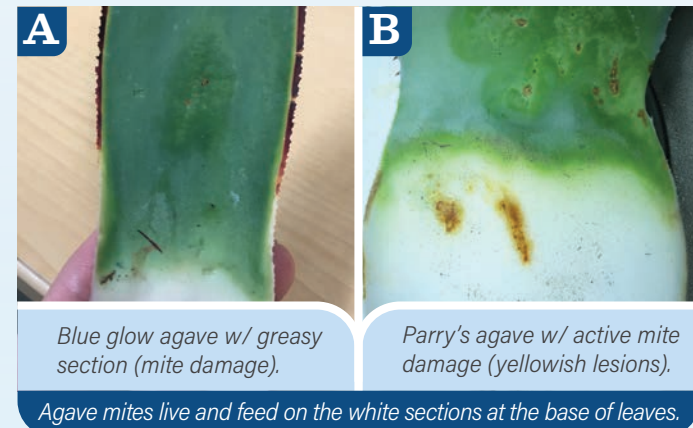 A
B
Blue glow agave w/ greasy
section (mite damage).
Parry's agave w/ active mite
damage (yellowish lesions).
Agave mites live and feed on the white sections at the base of leaves.